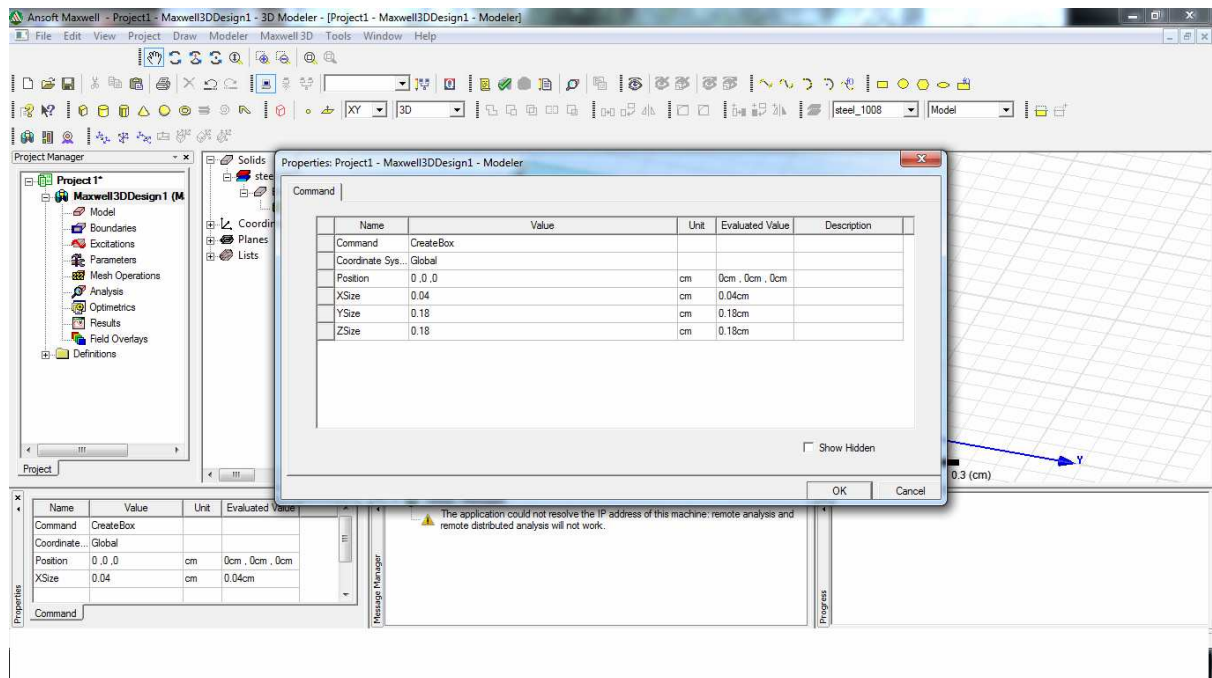 Ansoft Maxwell - Project1 - Maxwell3DDesign1 - 3D Modeler - [Project1 - Maxwell3DDesign1 - Modeler]
File Edit View Project Draw Modeler Maxwell 3D Tools Window Help
XY 3D steel_1008 Model
Project Manager
Project1*
Maxwell3DDesign1 (M
Model
Boundaries
Excitations
Parameters
Mesh Operations
Analysis
Optimetrics
Results
Field Overlays
Definitions
Project
Solids
stee
Coordin
Planes
Lists
Properties: Project1 - Maxwell3DDesign1 - Modeler
Command
Name Value Unit Evaluated Value Description
Command CreateBox
Coordinate Sys... Global
Position 0 ,0 ,0 cm 0cm , 0cm , 0cm
XSize 0.04 cm 0.04cm
YSize 0.18 cm 0.18cm
ZSize 0.18 cm 0.18cm
Show Hidden
OK Cancel
Y
0.3 (cm)
Name Value Unit Evaluated Value
Command CreateBox
Coordinate... Global
Position 0 ,0 ,0 cm 0cm , 0cm , 0cm
XSize 0.04 cm 0.04cm
Command
Properties
The application could not resolve the IP address of this machine: remote analysis and
remote distributed analysis will not work.
Message Manager
Progress